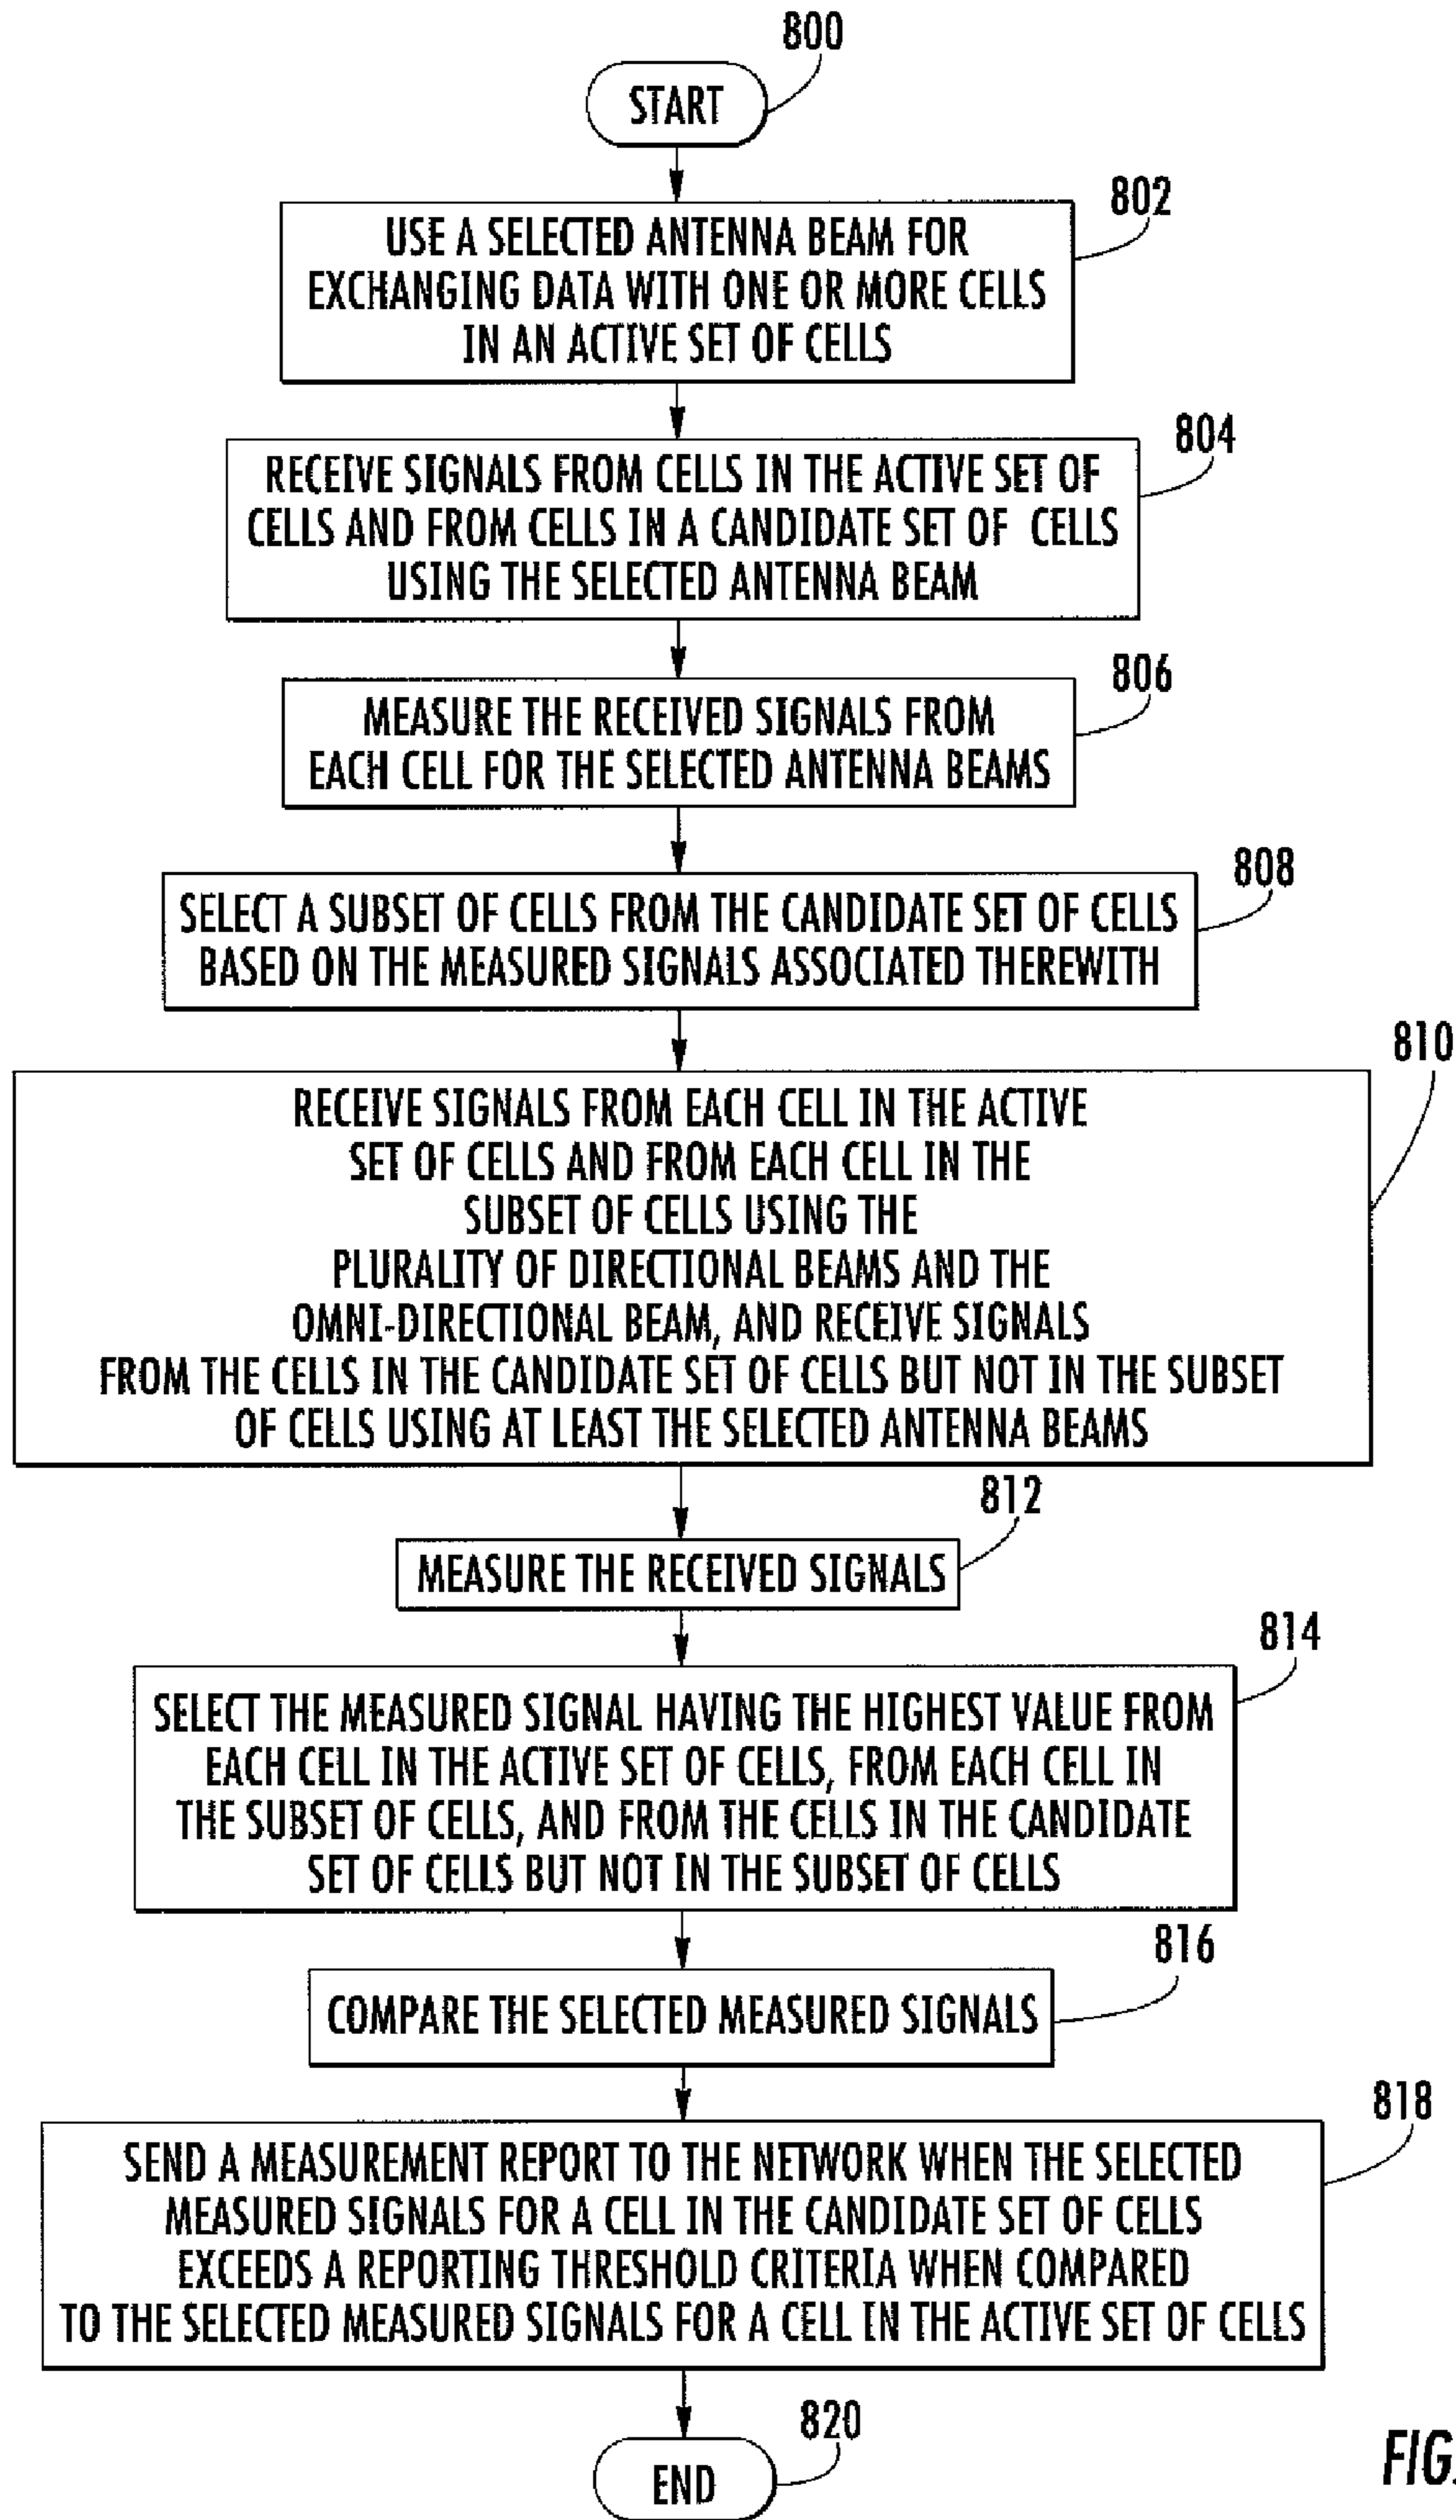 800
START
802
USE A SELECTED ANTENNA BEAM FOR
EXCHANGING DATA WITH ONE OR MORE CELLS
IN AN ACTIVE SET OF CELLS
804
RECEIVE SIGNALS FROM CELLS IN THE ACTIVE SET OF
CELLS AND FROM CELLS IN A CANDIDATE SET OF CELLS
USING THE SELECTED ANTENNA BEAM
806
MEASURE THE RECEIVED SIGNALS FROM
EACH CELL FOR THE SELECTED ANTENNA BEAMS
808
SELECT A SUBSET OF CELLS FROM THE CANDIDATE SET OF CELLS
BASED ON THE MEASURED SIGNALS ASSOCIATED THEREWITH
810
RECEIVE SIGNALS FROM EACH CELL IN THE ACTIVE
SET OF CELLS AND FROM EACH CELL IN THE
SUBSET OF CELLS USING THE
PLURALITY OF DIRECTIONAL BEAMS AND THE
OMNI-DIRECTIONAL BEAM, AND RECEIVE SIGNALS
FROM THE CELLS IN THE CANDIDATE SET OF CELLS BUT NOT IN THE SUBSET
OF CELLS USING AT LEAST THE SELECTED ANTENNA BEAMS
812
MEASURE THE RECEIVED SIGNALS
814
SELECT THE MEASURED SIGNAL HAVING THE HIGHEST VALUE FROM
EACH CELL IN THE ACTIVE SET OF CELLS, FROM EACH CELL IN
THE SUBSET OF CELLS, AND FROM THE CELLS IN THE CANDIDATE
SET OF CELLS BUT NOT IN THE SUBSET OF CELLS
816
COMPARE THE SELECTED MEASURED SIGNALS
818
SEND A MEASUREMENT REPORT TO THE NETWORK WHEN THE SELECTED
MEASURED SIGNALS FOR A CELL IN THE CANDIDATE SET OF CELLS
EXCEEDS A REPORTING THRESHOLD CRITERIA WHEN COMPARED
TO THE SELECTED MEASURED SIGNALS FOR A CELL IN THE ACTIVE SET OF CELLS
820
END
FIG.